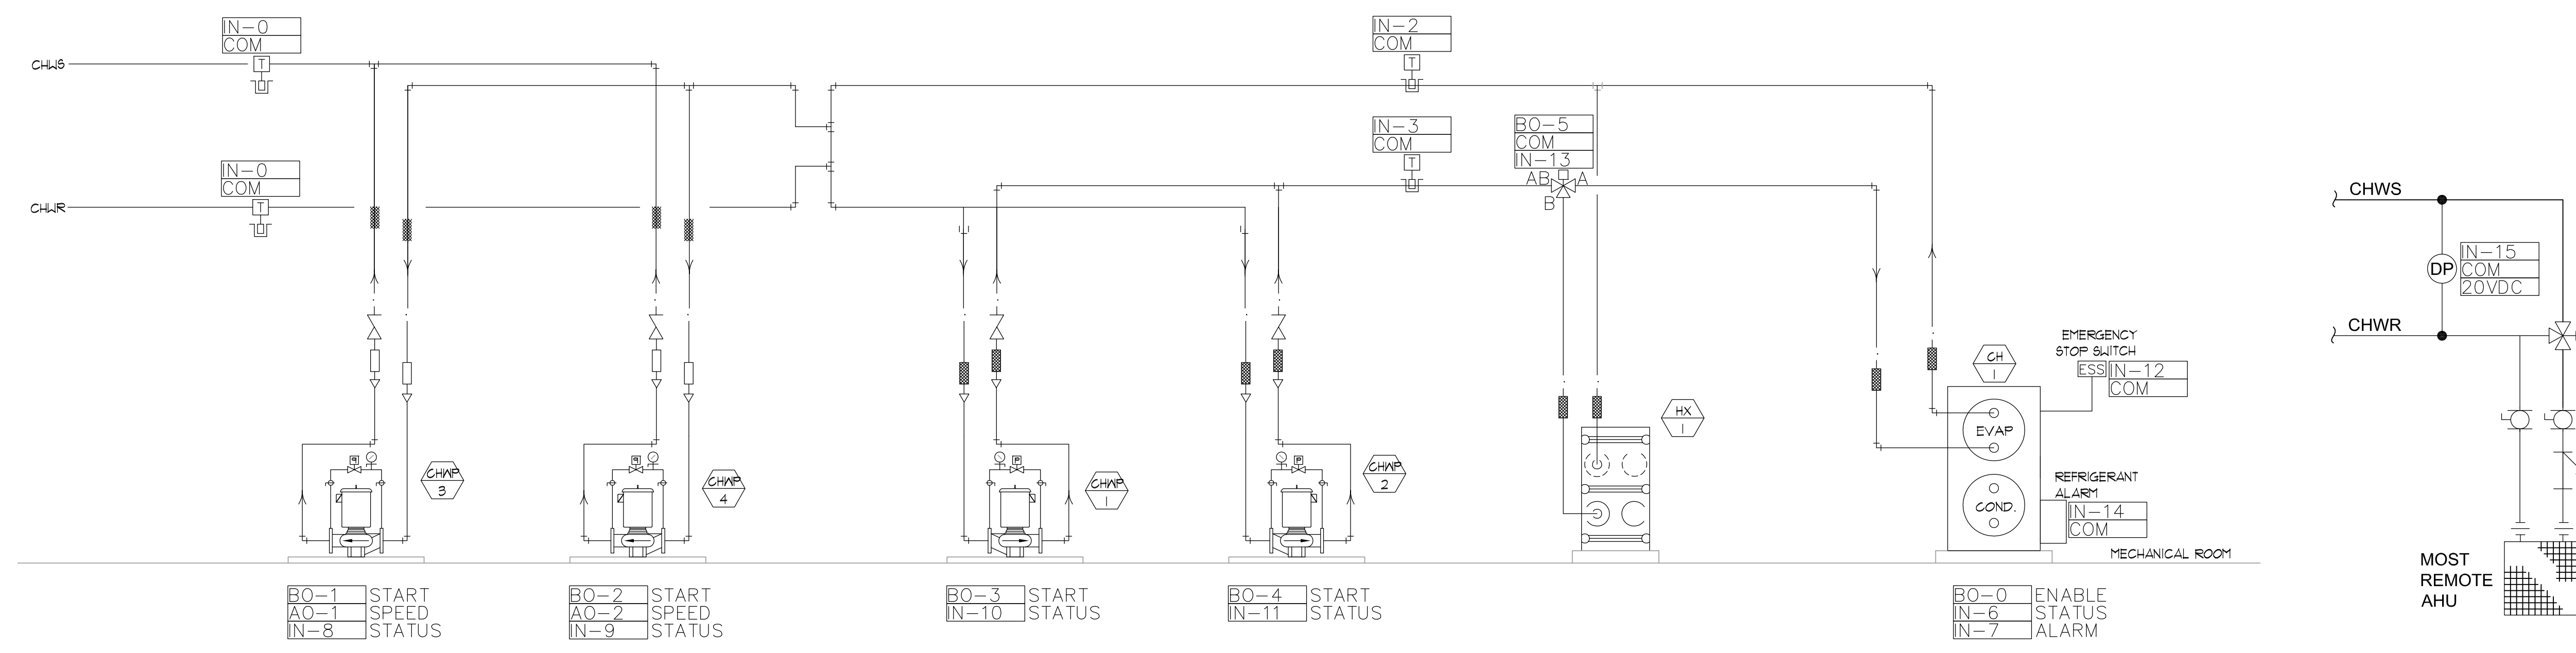 IN-0
COM
T
CHWS
IN-0
COM
T
CHWR
IN-2
COM
T
IN-3
COM
T
BO-5
COM
IN-13
AB
A
B
CHWP
3
CHWP
4
P
CHWP
1
P
CHWP
2
HX
1
CH
1
EVAP
COND.
EMERGENCY
STOP SWITCH
ESS
IN-12
COM
REFRIGERANT
ALARM
IN-14
COM
MECHANICAL ROOM
BO-1 START
AO-1 SPEED
IN-8 STATUS
BO-2 START
AO-2 SPEED
IN-9 STATUS
BO-3 START
IN-10 STATUS
BO-4 START
IN-11 STATUS
BO-0 ENABLE
IN-6 STATUS
IN-7 ALARM
CHWS
DP
IN-15
COM
20VDC
CHWR
MOST
REMOTE
AHU